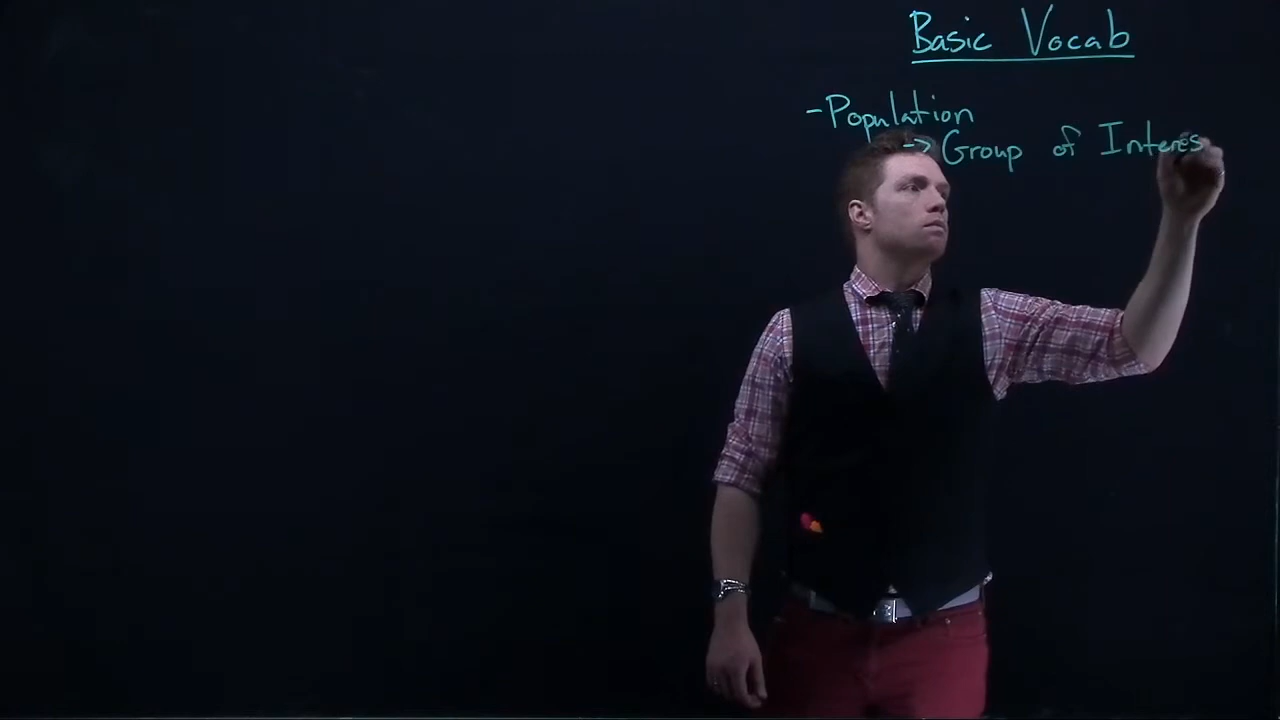 Basic Vocab
-Population
-> Group of Interes